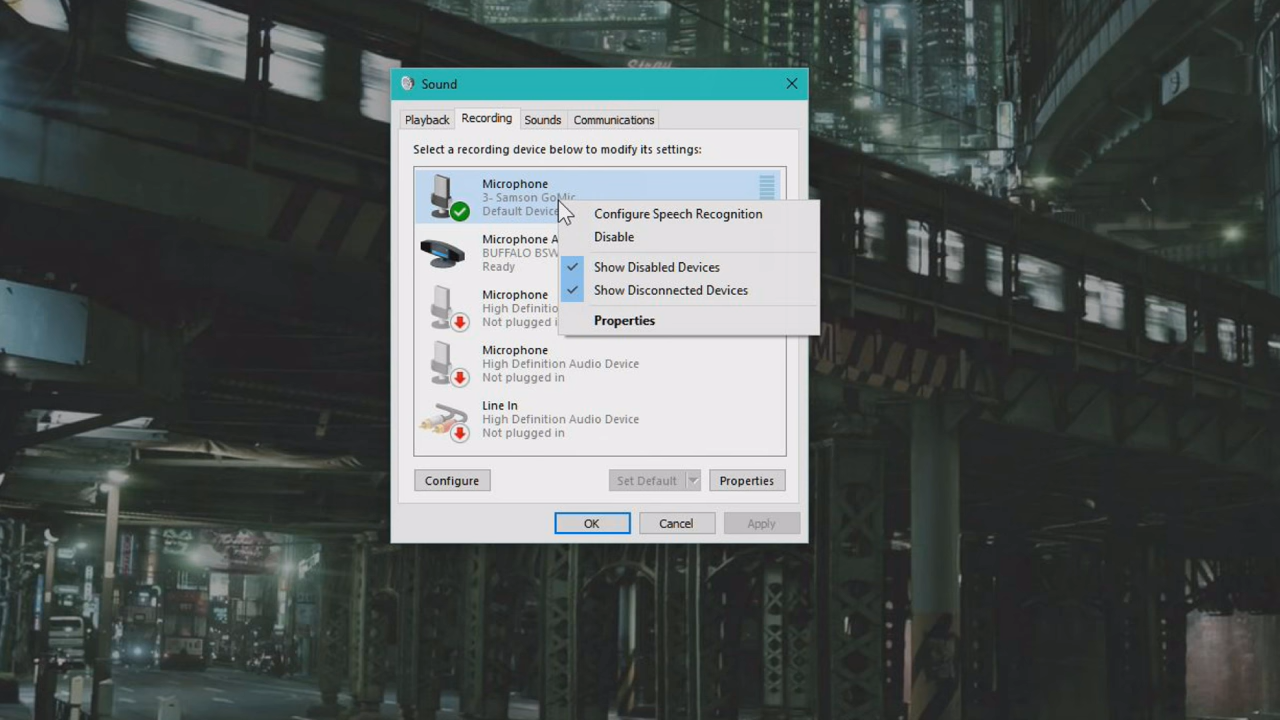 Sound
Playback
Recording
Sounds
Communications
Select a recording device below to modify its settings:
Microphone
3- Samson GoMic
Default Device
Configure Speech Recognition
Disable
Show Disabled Devices
Show Disconnected Devices
Properties
Microphone A
BUFFALO BSW
Ready
Microphone
High Definitio
Not plugged i
Microphone
High Definition Audio Device
Not plugged in
Line In
High Definition Audio Device
Not plugged in
Configure
Set Default
Properties
OK
Cancel
Apply